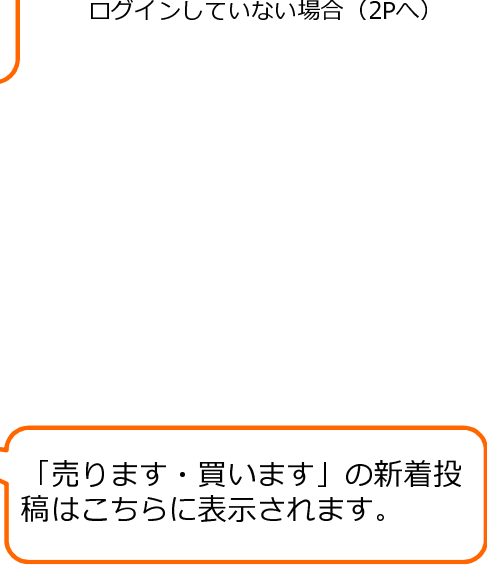 ログインしていない場合（2Pへ）
「売ります・買います」の新着投
稿はこちらに表示されます。